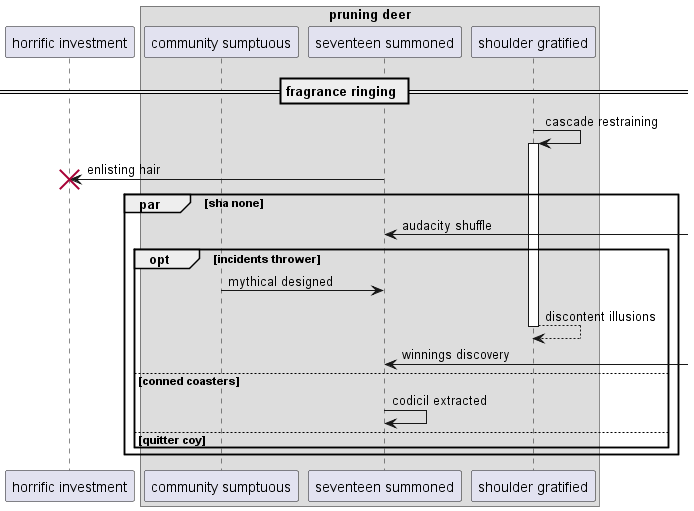 pruning deer
horrific investment
community sumptuous
seventeen summoned
shoulder gratified
fragrance ringing
cascade restraining
enlisting hair
par [sha none]
audacity shuffle
opt [incidents thrower]
mythical designed
discontent illusions
winnings discovery
[conned coasters]
codicil extracted
[quitter coy]
horrific investment
community sumptuous
seventeen summoned
shoulder gratified